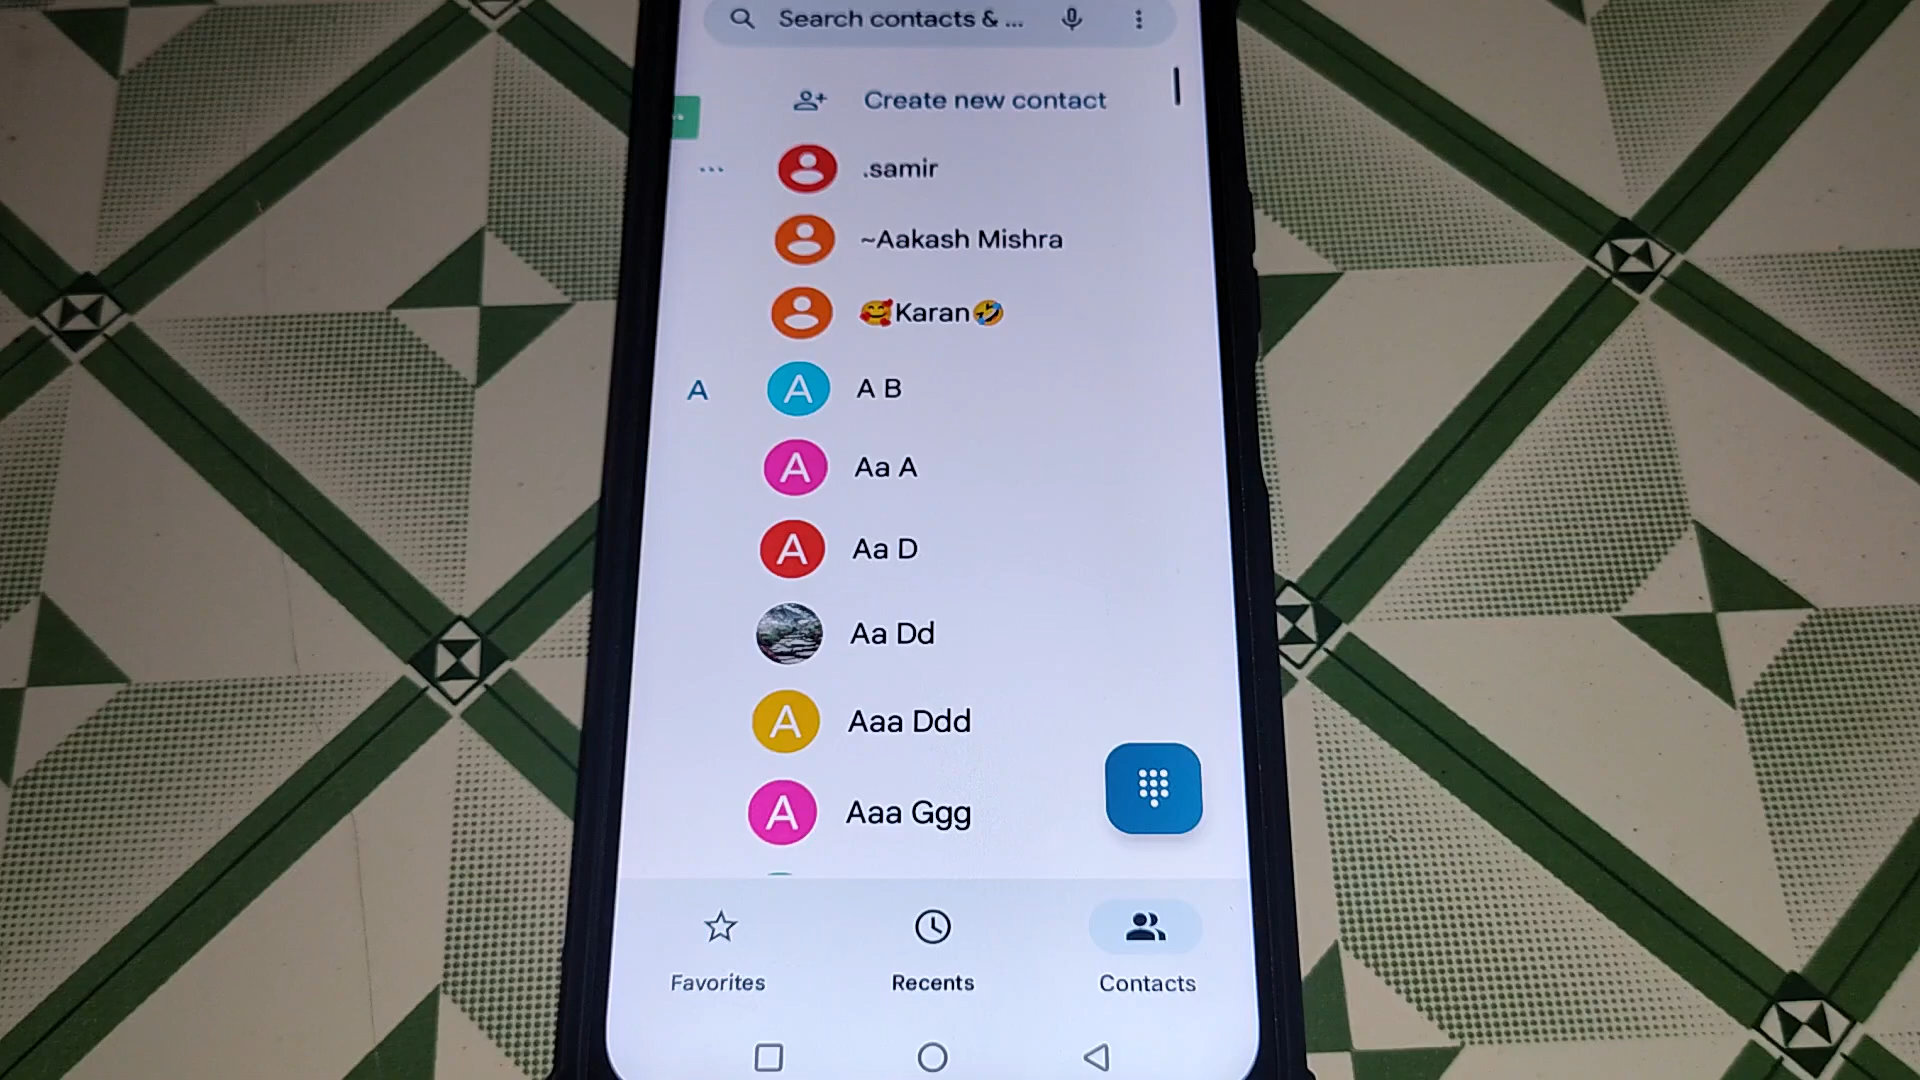 Search contacts & ...
Create new contact
... .samir
~Aakash Mishra
🥰Karan🤣
A A A B
A Aa A
A Aa D
Aa Dd
A Aaa Ddd
A Aaa Ggg
Favorites Recents Contacts